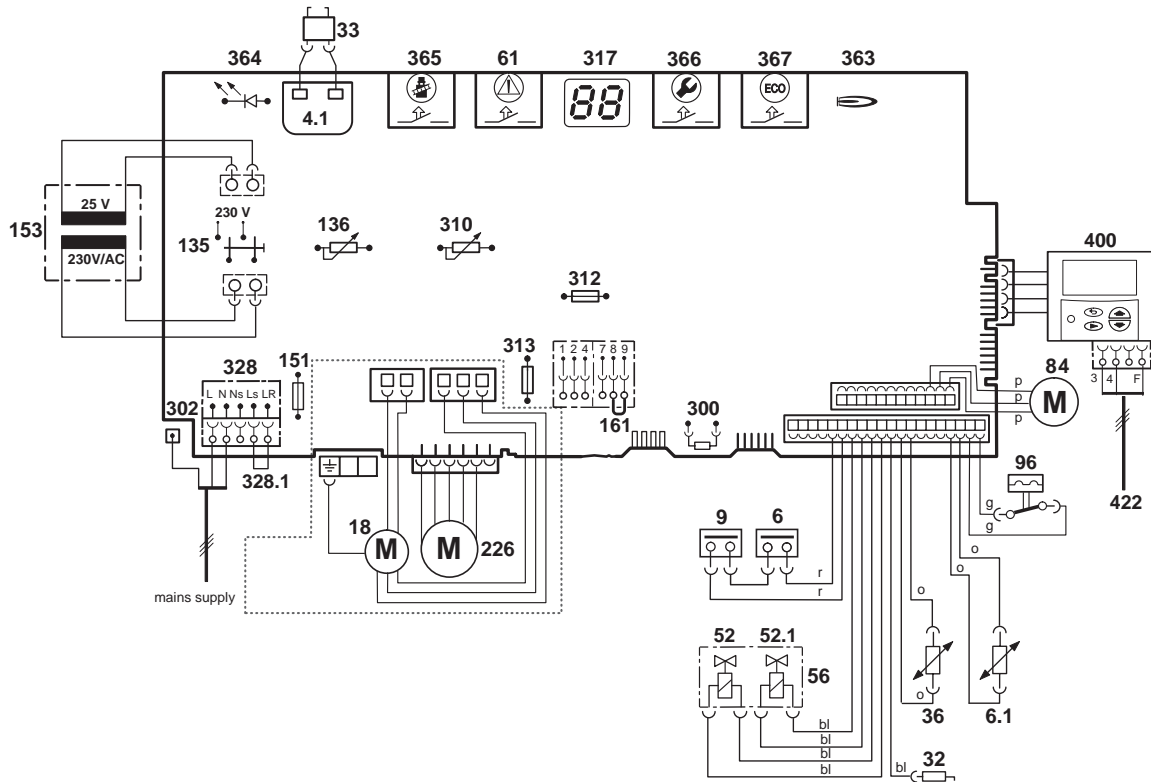 33
364 365 61 317 366 367 363
4.1
88
ECO
25 V
153
230V/AC
230 V
135
136 310
400
312
328
151
313
1 2 4 7 8 9
L N Ns Ls LR
302
161
300
84
3 4 F
p
p
p
M
328.1
96
g
g
422
18
M
M
226
9 6
r
r
o
o
o
o
mains supply
52 52.1
56
36 6.1
bl
bl
bl
bl
bl
32